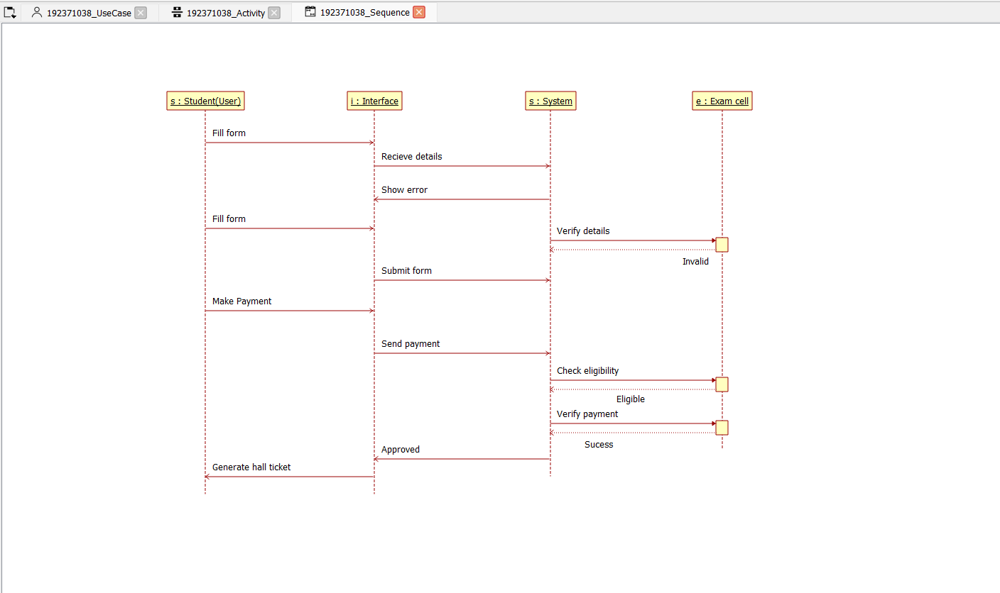 192371038_UseCase
192371038_Activity
192371038_Sequence
s : Student(User)
i : Interface
s : System
e : Exam cell
Fill form
Recieve details
Show error
Fill form
Verify details
Invalid
Submit form
Make Payment
Send payment
Check eligibility
Eligible
Verify payment
Sucess
Approved
Generate hall ticket